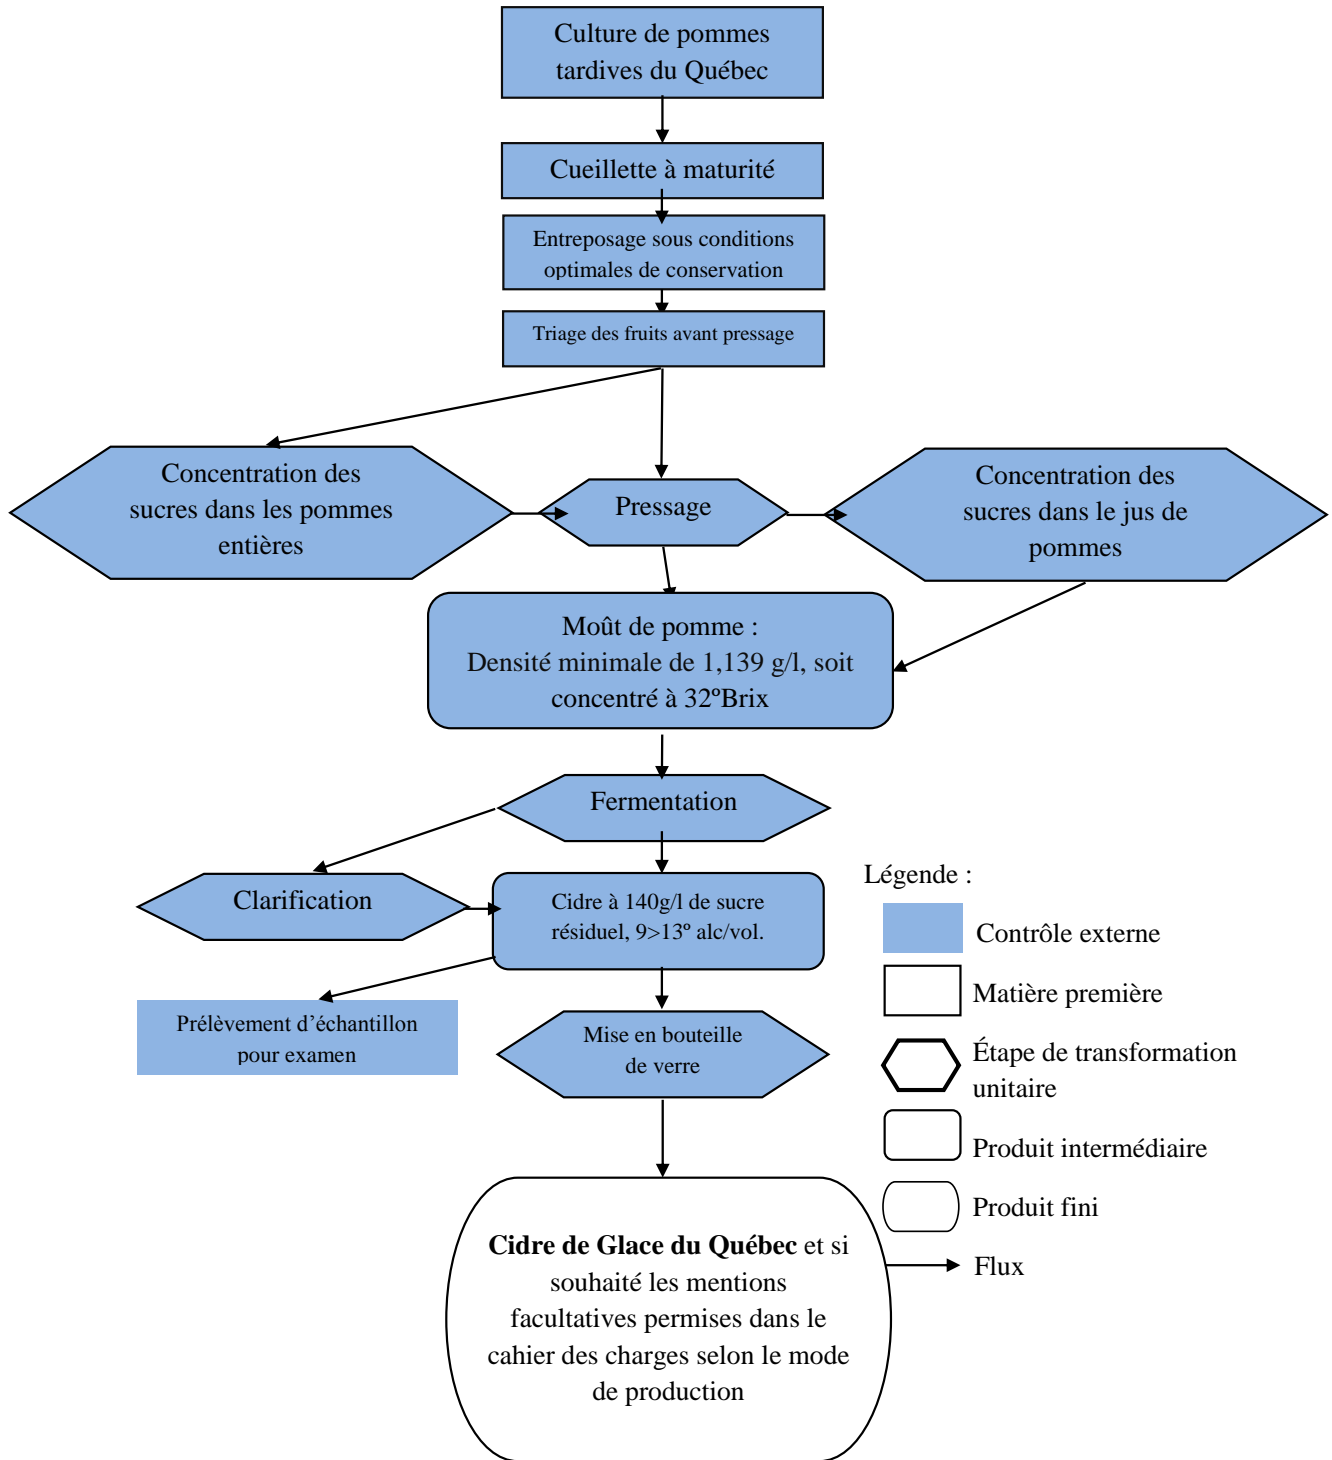 Culture de pommes
tardives du Québec
Cueillette à maturité
Entreposage sous conditions
optimales de conservation
Triage des fruits avant pressage
Concentration des
sucres dans les pommes
entières
Pressage
Concentration des
sucres dans le jus de
pommes
Moût de pomme :
Densité minimale de 1,139 g/l, soit
concentré à 32ºBrix
Fermentation
Clarification
Cidre à 140g/l de sucre
résiduel, 9>13º alc/vol.
Prélèvement d’échantillon
pour examen
Mise en bouteille
de verre
Cidre de Glace du Québec et si
souhaité les mentions
facultatives permises dans le
cahier des charges selon le mode
de production
Légende :
Contrôle externe
Matière première
Étape de transformation
unitaire
Produit intermédiaire
Produit fini
Flux